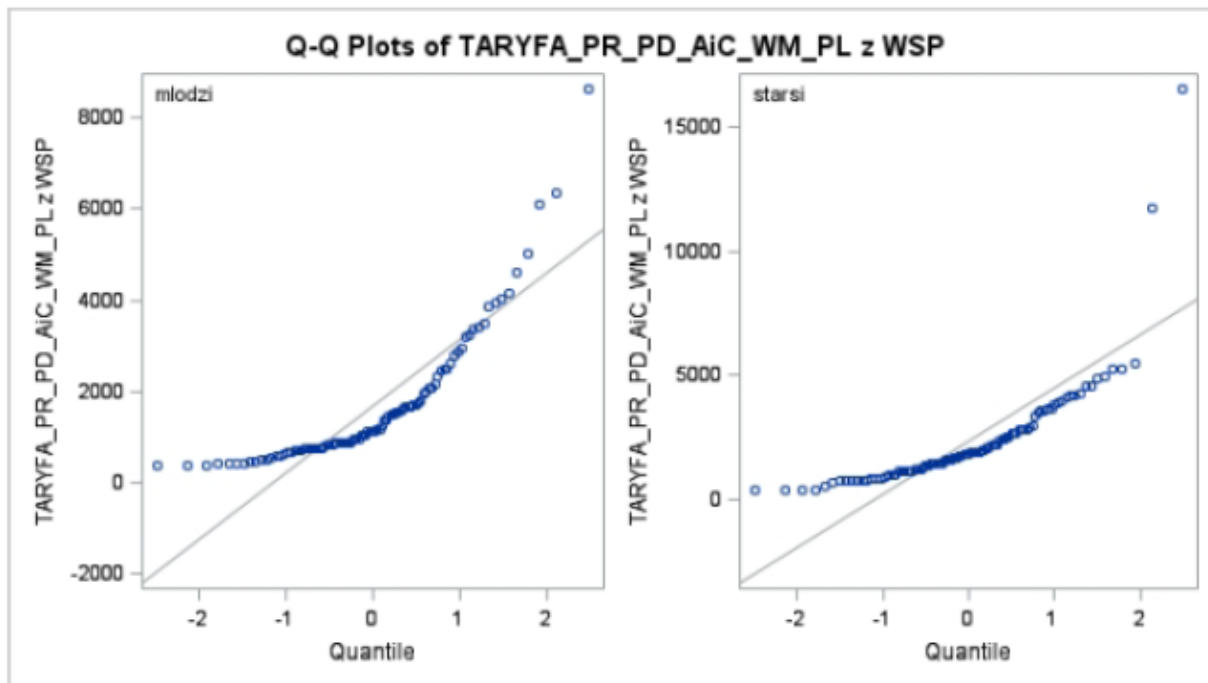 Q-Q Plots of TARYFA_PR_PD_AiC_WM_PL z WSP
mlodzi
TARYFA_PR_PD_AiC_WM_PL z WSP
8000
6000
4000
2000
0
-2000
-2 -1 0 1 2
Quantile
starsi
TARYFA_PR_PD_AiC_WM_PL z WSP
15000
10000
5000
0
-2 -1 0 1 2
Quantile